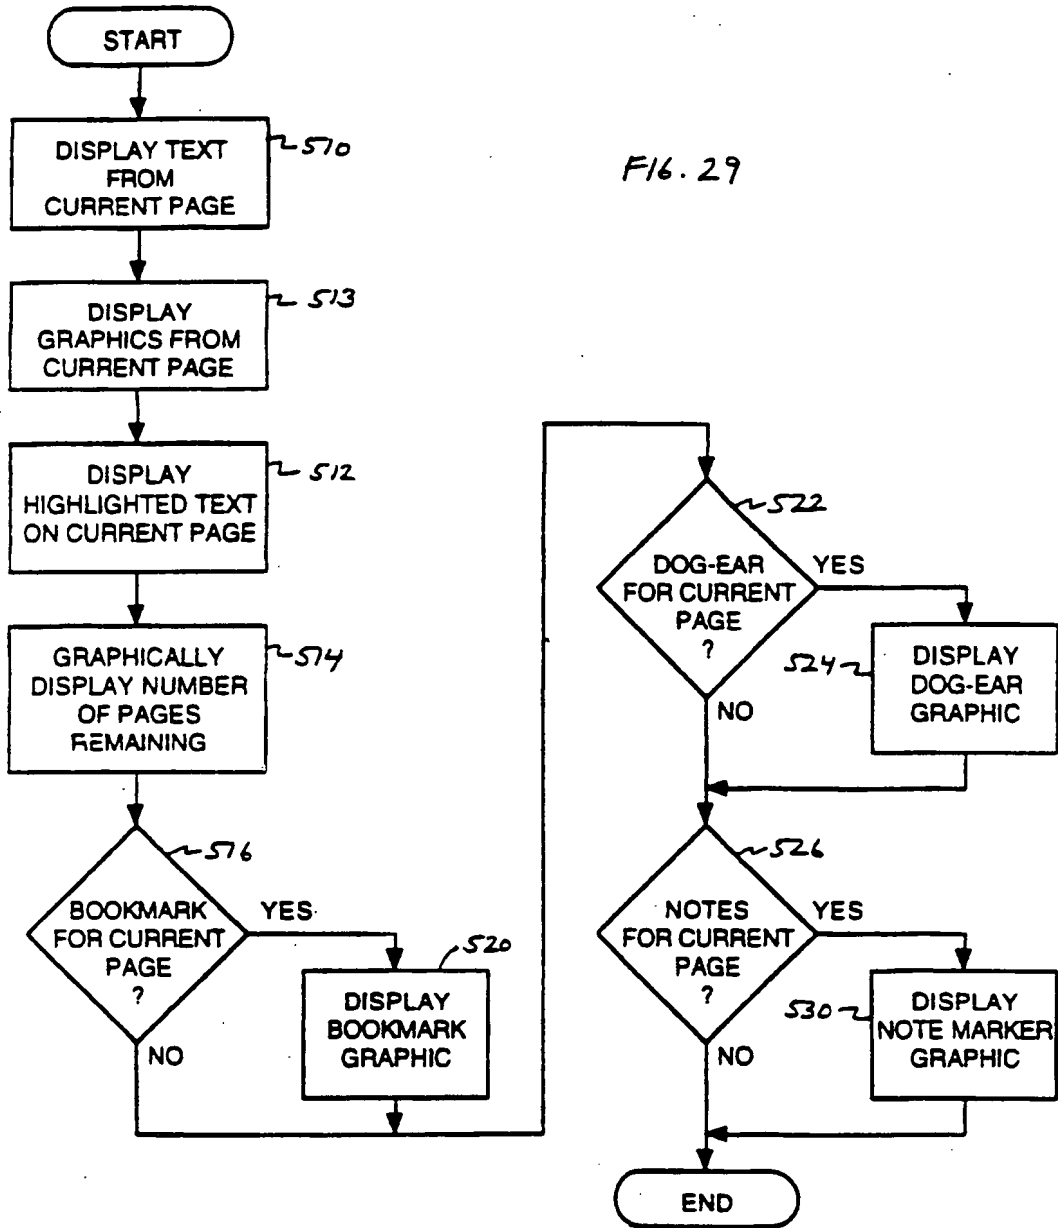 START
DISPLAY TEXT
FROM
CURRENT PAGE
510
FIG. 29
DISPLAY
GRAPHICS FROM
CURRENT PAGE
513
DISPLAY
HIGHLIGHTED TEXT
ON CURRENT PAGE
512
GRAPHICALLY
DISPLAY NUMBER
OF PAGES
REMAINING
514
516
BOOKMARK
FOR CURRENT
PAGE
?
YES
NO
520
DISPLAY
BOOKMARK
GRAPHIC
522
DOG-EAR
FOR CURRENT
PAGE
?
YES
NO
524
DISPLAY
DOG-EAR
GRAPHIC
526
NOTES
FOR CURRENT
PAGE
?
YES
NO
530
DISPLAY
NOTE MARKER
GRAPHIC
END